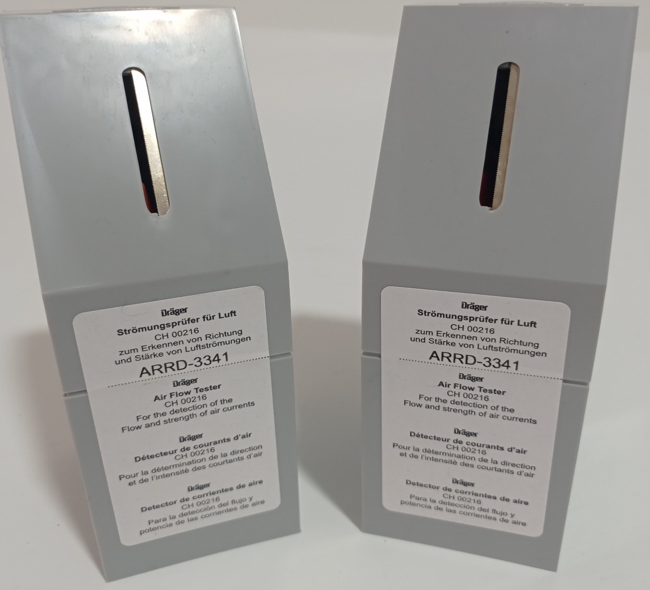 Dräger
Strömungsprüfer für Luft
CH 00216
zum Erkennen von Richtung
und Stärke von Luftströmungen
ARRD-3341
Dräger
Air Flow Tester
CH 00216
For the detection of the
Flow and strength of air currents
Dräger
Détecteur de courants d'air
CH 00216
Pour la détermination de la direction
et de l'intensité des courtants d'air
Dräger
Detector de corrientes de aire
CH 00216
Para la detección del flujo y
potencia de las corrientes de aire
Dräger
Strömungsprüfer für Luft
CH 00216
zum Erkennen von Richtung
und Stärke von Luftströmungen
ARRD-3341
Dräger
Air Flow Tester
CH 00216
For the detection of the
Flow and strength of air currents
Dräger
Détecteur de courants d'air
CH 00216
Pour la détermination de la direction
et de l'intensité des courtants d'air
Dräger
Detector de corrientes de aire
CH 00216
Para la detección del flujo y
potencia de las corrientes de aire